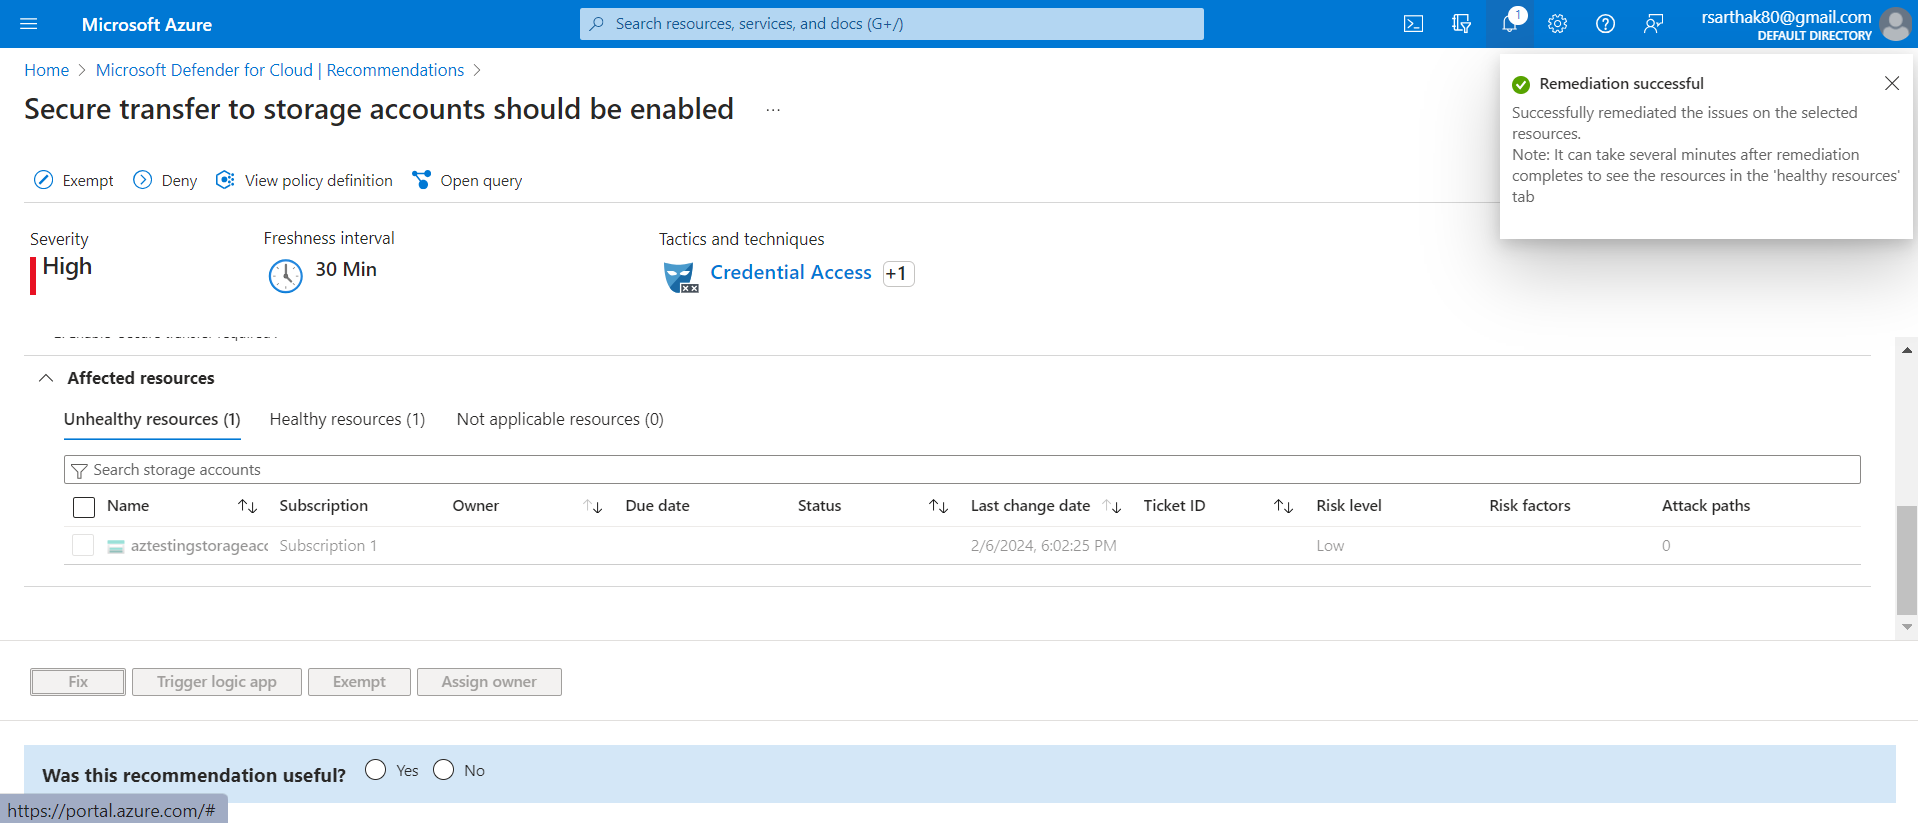 Microsoft Azure
Search resources, services, and docs (G+/)
1
rsarthak80@gmail.com
DEFAULT DIRECTORY
Home
Microsoft Defender for Cloud | Recommendations
Secure transfer to storage accounts should be enabled
...
Remediation successful
Successfully remediated the issues on the selected
resources.
Note: It can take several minutes after remediation
completes to see the resources in the 'healthy resources'
tab
Exempt
Deny
View policy definition
Open query
Severity
High
Freshness interval
30 Min
Tactics and techniques
Credential Access +1
Affected resources
Unhealthy resources (1)
Healthy resources (1)
Not applicable resources (0)
Search storage accounts
Name Subscription Owner Due date Status Last change date Ticket ID Risk level Risk factors Attack paths
aztestingstorageacc Subscription 1 2/6/2024, 6:02:25 PM Low 0
Fix
Trigger logic app
Exempt
Assign owner
Was this recommendation useful? Yes No
https://portal.azure.com/#